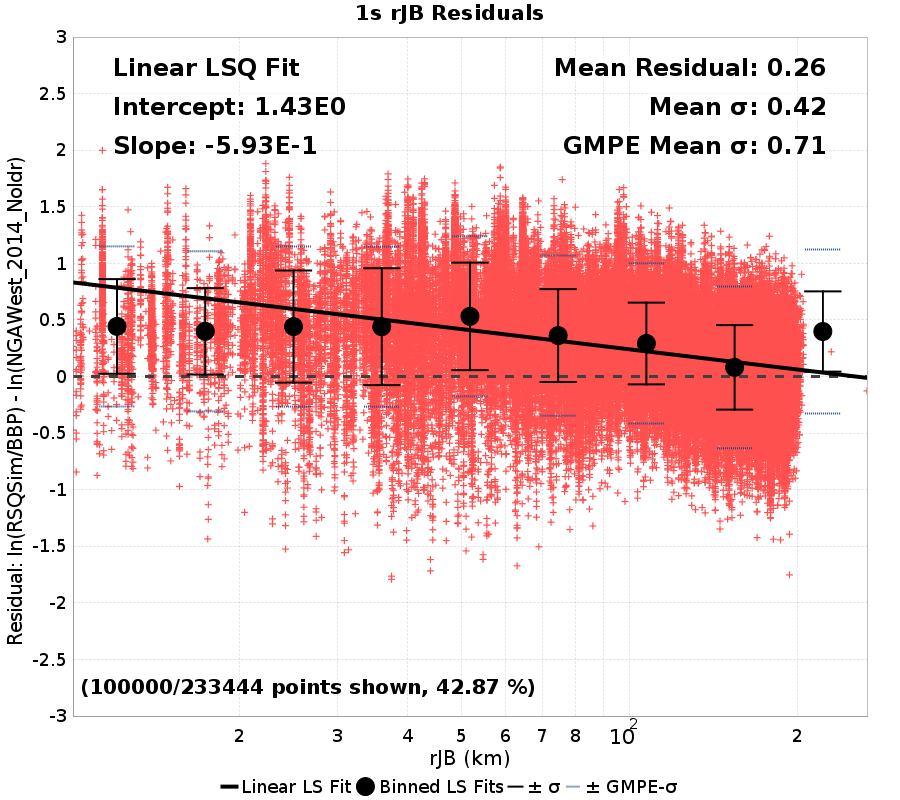 1s rJB Residuals
Linear LSQ Fit
Intercept: 1.43E0
Slope: -5.93E-1
Mean Residual: 0.26
Mean σ: 0.42
GMPE Mean σ: 0.71
Residual: ln(RSQSim/BBP) - ln(NGAWest_2014_NoIdr)
3
2.5
2
1.5
1
0.5
0
-0.5
-1
-1.5
-2
-2.5
-3
(100000/233444 points shown, 42.87 %)
2 3 4 5 6 7 8 10² 2
rJB (km)
Linear LS Fit Binned LS Fits ± σ ± GMPE-σ